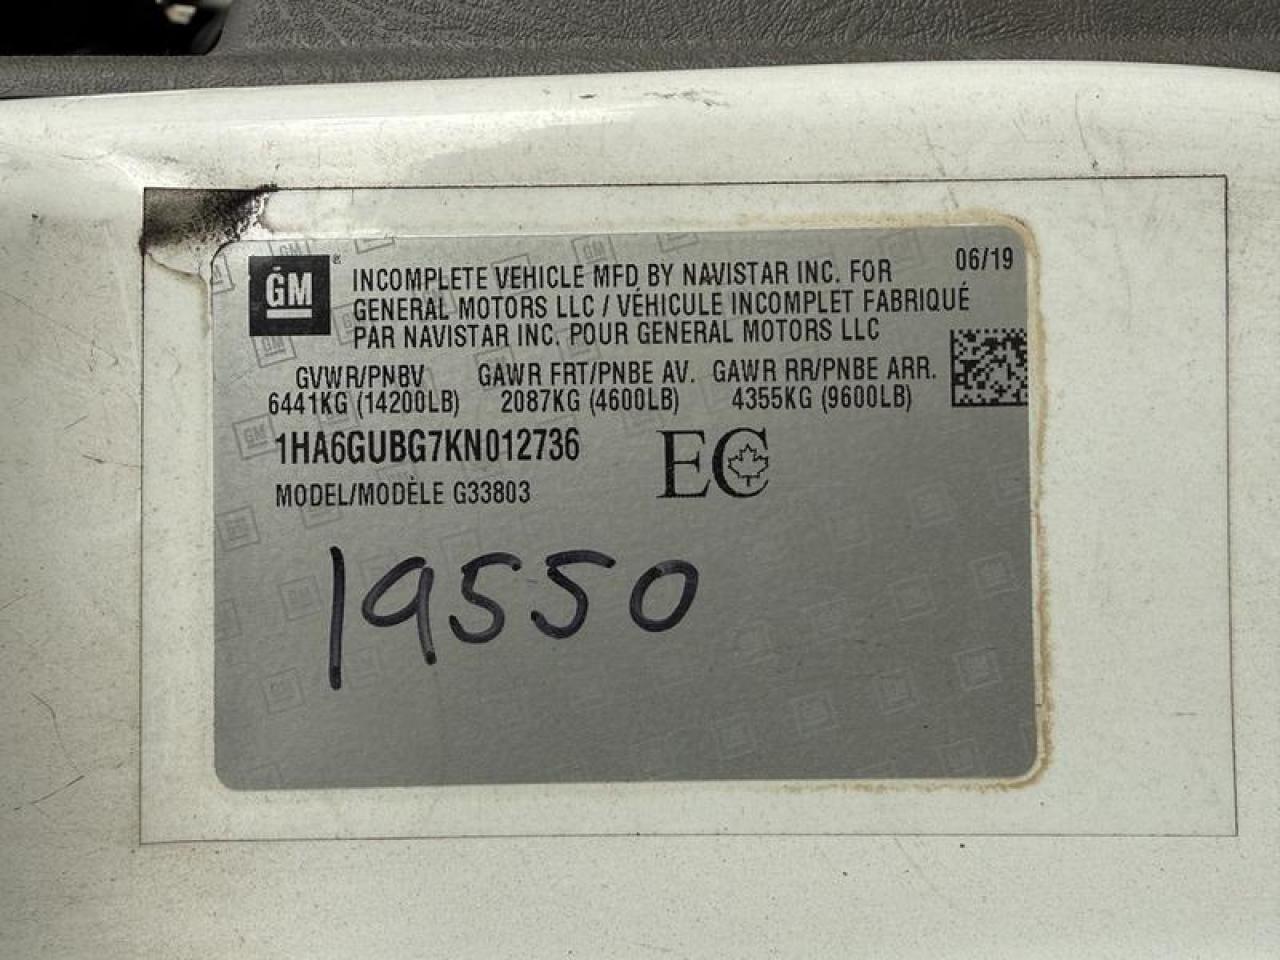 GM
®
INCOMPLETE VEHICLE MFD BY NAVISTAR INC. FOR
06/19
GENERAL MOTORS LLC / VÉHICULE INCOMPLET FABRIQUÉ
PAR NAVISTAR INC. POUR GENERAL MOTORS LLC
GVWR/PNBV GAWR FRT/PNBE AV. GAWR RR/PNBE ARR.
6441KG (14200LB) 2087KG (4600LB) 4355KG (9600LB)
1HA6GUBG7KN012736
EC
MODEL/MODÈLE G33803
19550